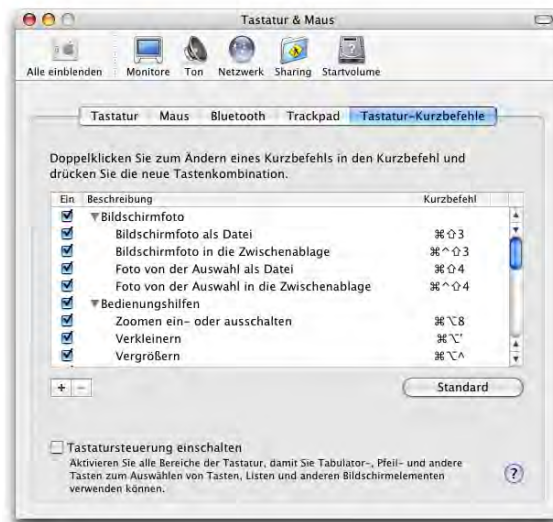 Tastatur & Maus
Alle einblenden Monitore Ton Netzwerk Sharing Startvolume
Tastatur Maus Bluetooth Trackpad Tastatur-Kurzbefehle
Doppelklicken Sie zum Ändern eines Kurzbefehls in den Kurzbefehl und
drücken Sie die neue Tastenkombination.
Ein Beschreibung Kurzbefehl
▼Bildschirmfoto
Bildschirmfoto als Datei ⌘⇧3
Bildschirmfoto in die Zwischenablage ⌘^⇧3
Foto von der Auswahl als Datei ⌘⇧4
Foto von der Auswahl in die Zwischenablage ⌘^⇧4
▼Bedienungshilfen
Zoomen ein- oder ausschalten ⌘⌥8
Verkleinern ⌘⌥'
Vergrößern ⌘⌥^
+ − Standard
Tastatursteuerung einschalten
Aktivieren Sie alle Bereiche der Tastatur, damit Sie Tabulator-, Pfeil- und andere
Tasten zum Auswählen von Tasten, Listen und anderen Bildschirmelementen
verwenden können.
?